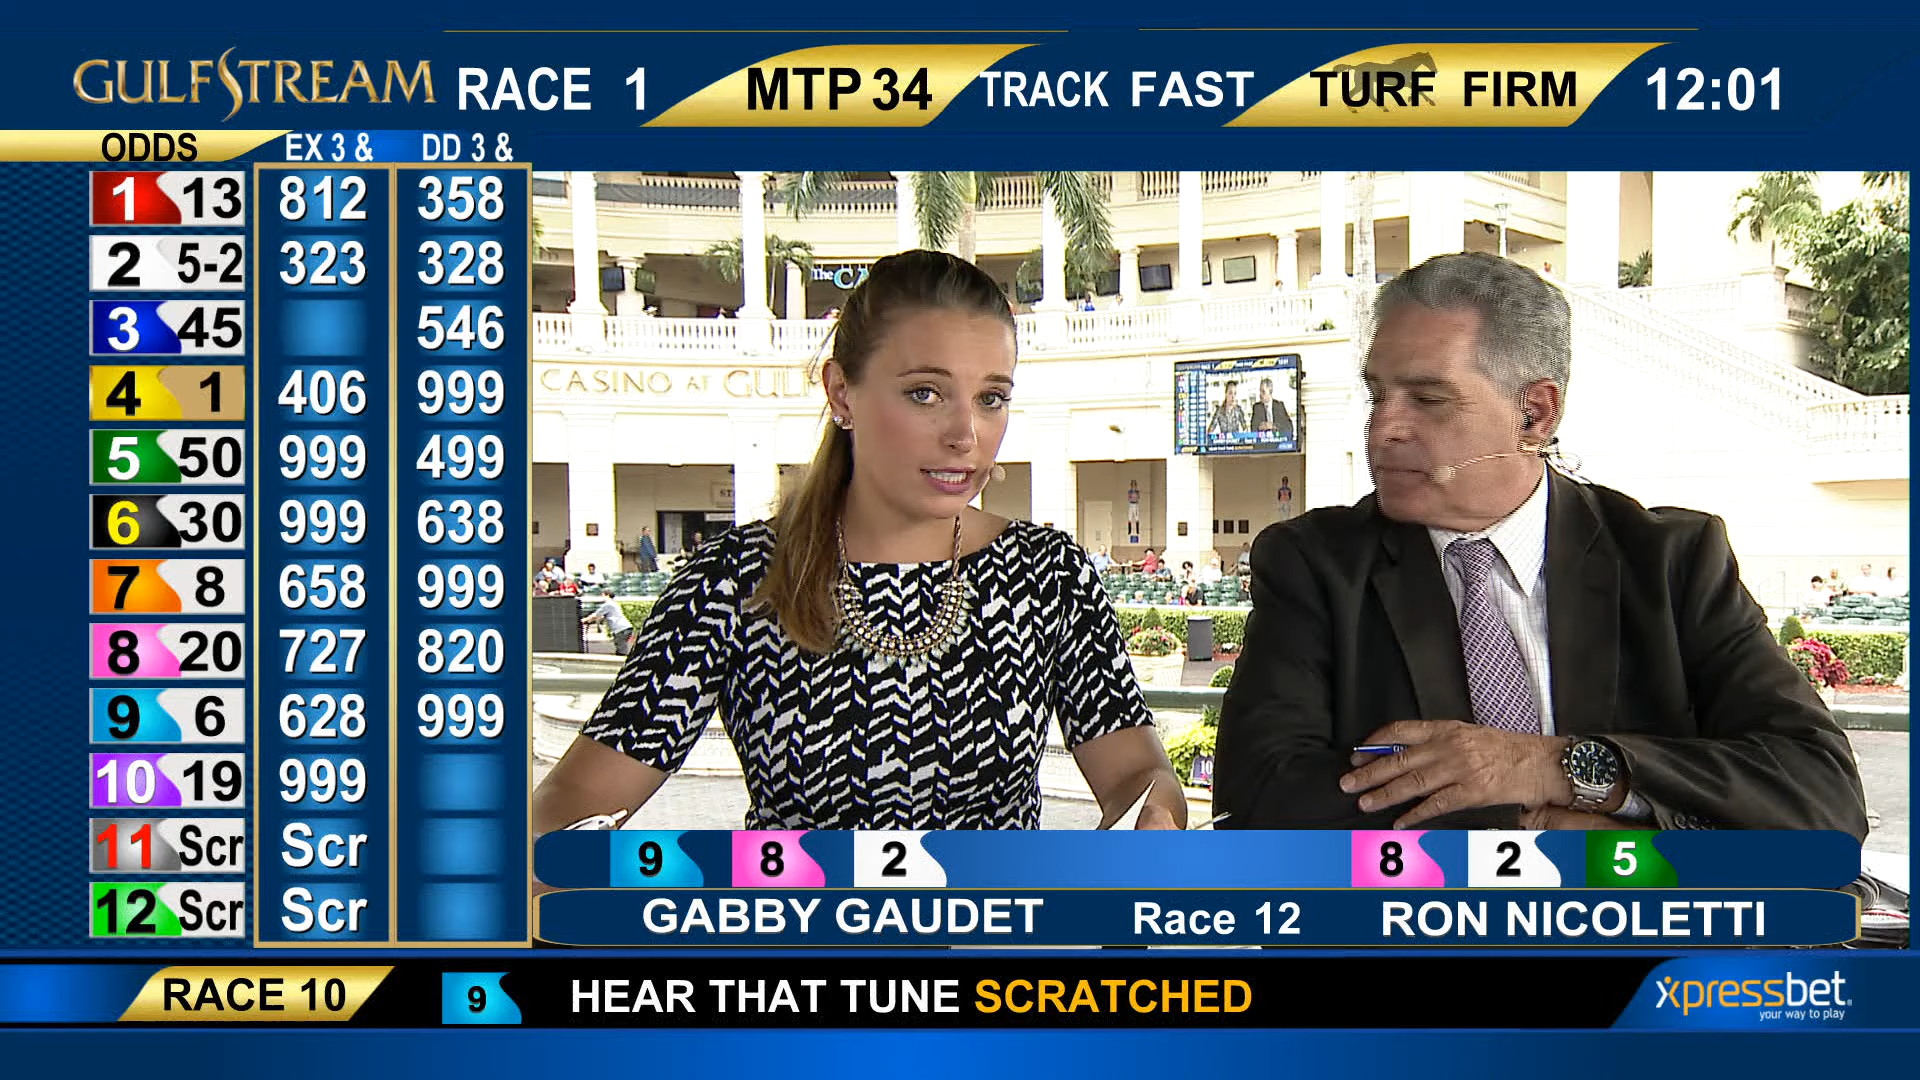 GULFSTREAM RACE 1 MTP 34 TRACK FAST TURF FIRM 12:01
ODDS EX 3 & DD 3 &
1 13 812 358
2 5-2 323 328
3 45 546
4 1 406 999
5 50 999 499
6 30 999 638
7 8 658 999
8 20 727 820
9 6 628 999
10 19 999
11 Scr Scr
12 Scr Scr
The CA
CASINO AT GULF
10
9 8 2 8 2 5
GABBY GAUDET Race 12 RON NICOLETTI
RACE 10 9 HEAR THAT TUNE SCRATCHED
xpressbet.
your way to play